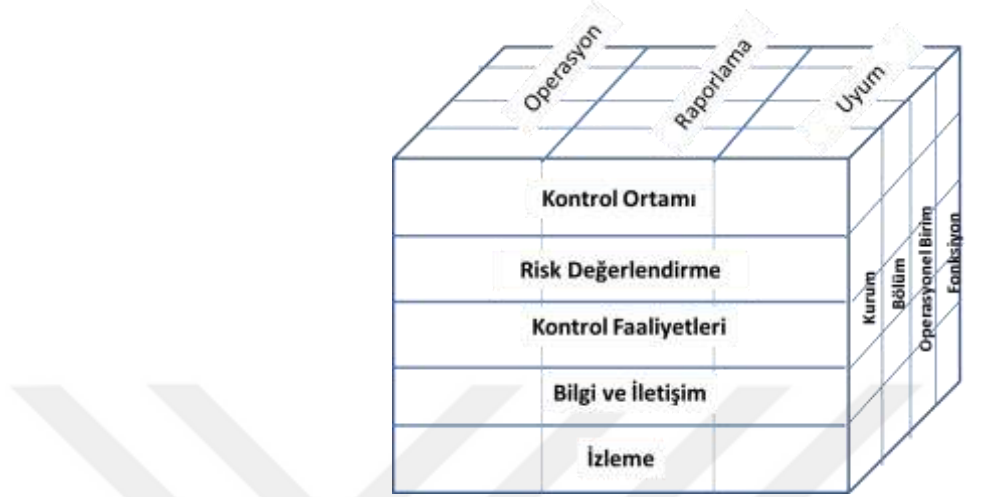 Operasyon
Raporlama
Uyum
Kontrol Ortamı
Risk Değerlendirme
Kontrol Faaliyetleri
Bilgi ve İletişim
İzleme
Kurum
Bölüm
Operasyonel Birim
Fonksiyon